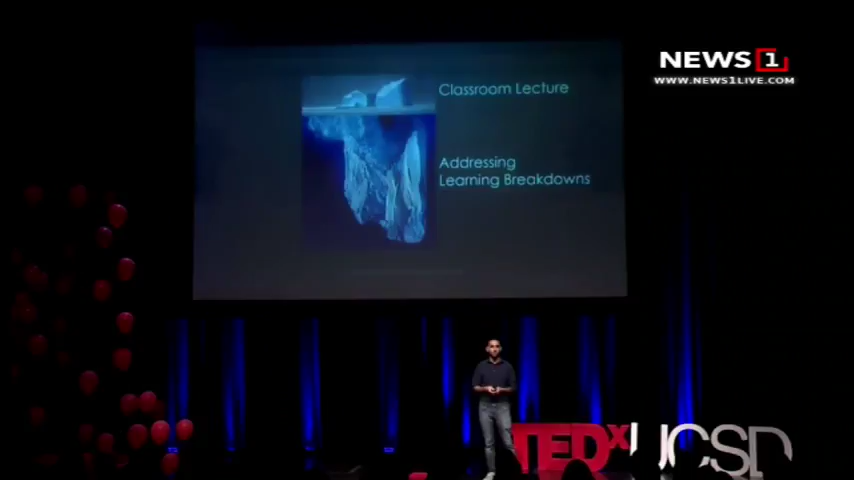 NEWS 1
WWW.NEWS1LIVE.COM
Classroom Lecture
Addressing
Learning Breakdowns
TEDxUCSD